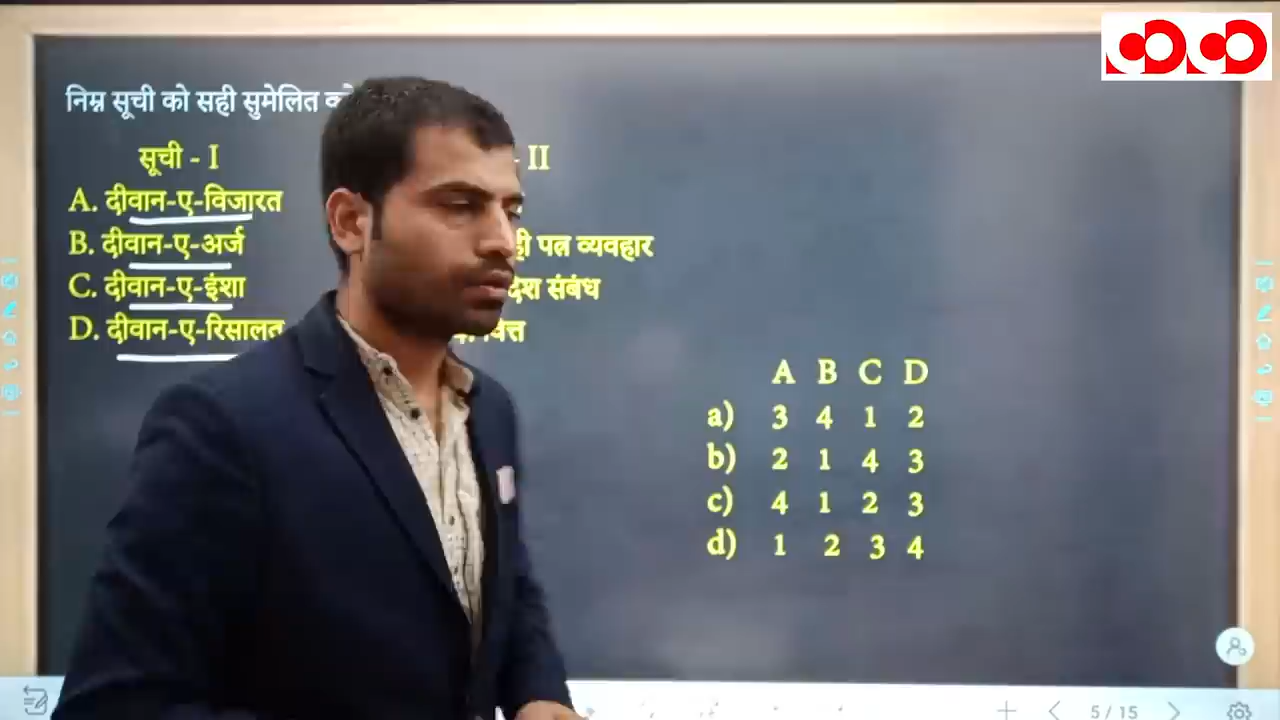 निम्न सूची को सही सुमेलित
सूची - I
- II
A. दीवान-ए-विजारत
B. दीवान-ए-अर्ज
पत्र व्यवहार
C. दीवान-ए-इंशा
संबंध
D. दीवान-ए-रिसालत
वित्त
A B C D
a) 3 4 1 2
b) 2 1 4 3
c) 4 1 2 3
d) 1 2 3 4
5 / 15